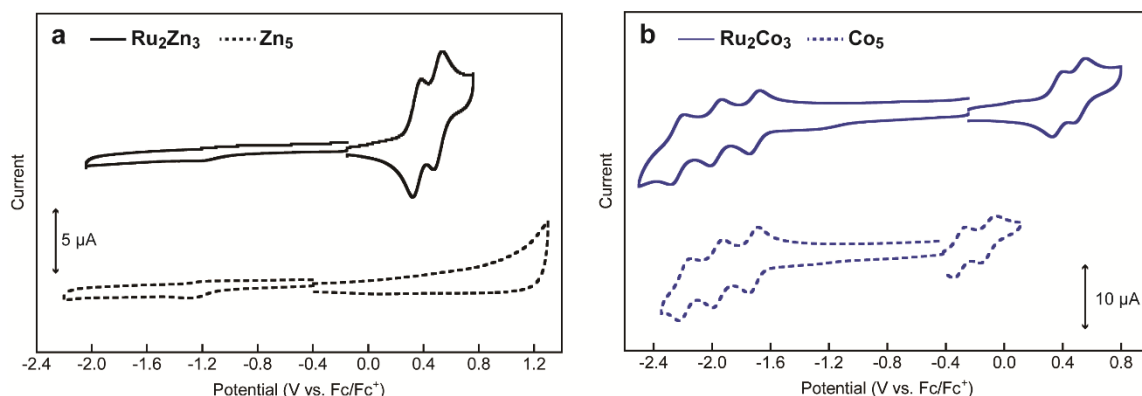 a Ru₂Zn₃ Zn₅
Current
5 µA
-2.4 -2.0 -1.6 -1.2 -0.8 -0.4 0.0 0.4 0.8 1.2
Potential (V vs. Fc/Fc⁺)
b Ru₂Co₃ Co₅
Current
10 µA
-2.4 -2.0 -1.6 -1.2 -0.8 -0.4 0.0 0.4 0.8
Potential (V vs. Fc/Fc⁺)